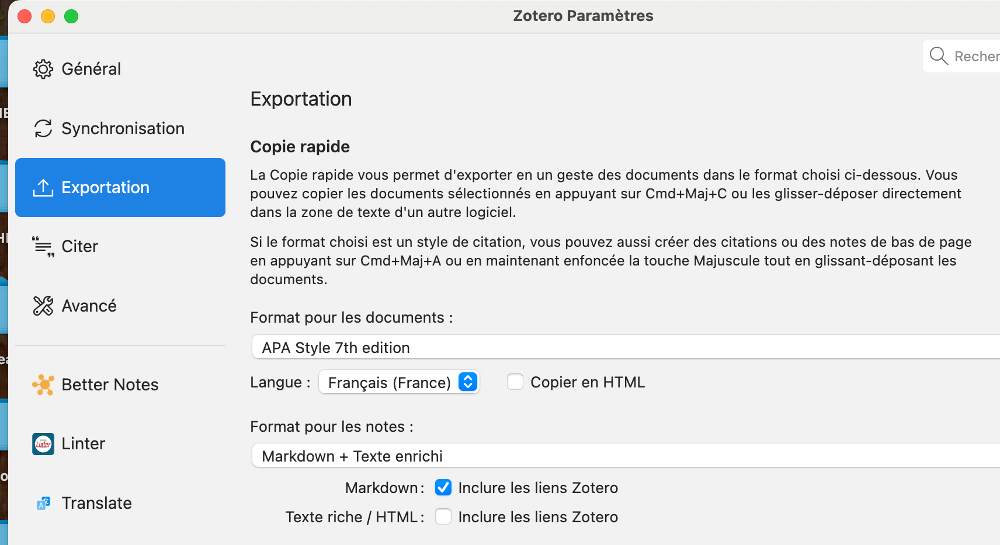 Zotero Paramètres
Recher
Général
Synchronisation
Exportation
Citer
Avancé
Better Notes
Linter
Linter
Translate
Exportation
Copie rapide
La Copie rapide vous permet d'exporter en un geste des documents dans le format choisi ci-dessous. Vous
pouvez copier les documents sélectionnés en appuyant sur Cmd+Maj+C ou les glisser-déposer directement
dans la zone de texte d'un autre logiciel.
Si le format choisi est un style de citation, vous pouvez aussi créer des citations ou des notes de bas de page
en appuyant sur Cmd+Maj+A ou en maintenant enfoncée la touche Majuscule tout en glissant-déposant les
documents.
Format pour les documents :
APA Style 7th edition
Langue : Français (France) Copier en HTML
Format pour les notes :
Markdown + Texte enrichi
Markdown : Inclure les liens Zotero
Texte riche / HTML : Inclure les liens Zotero